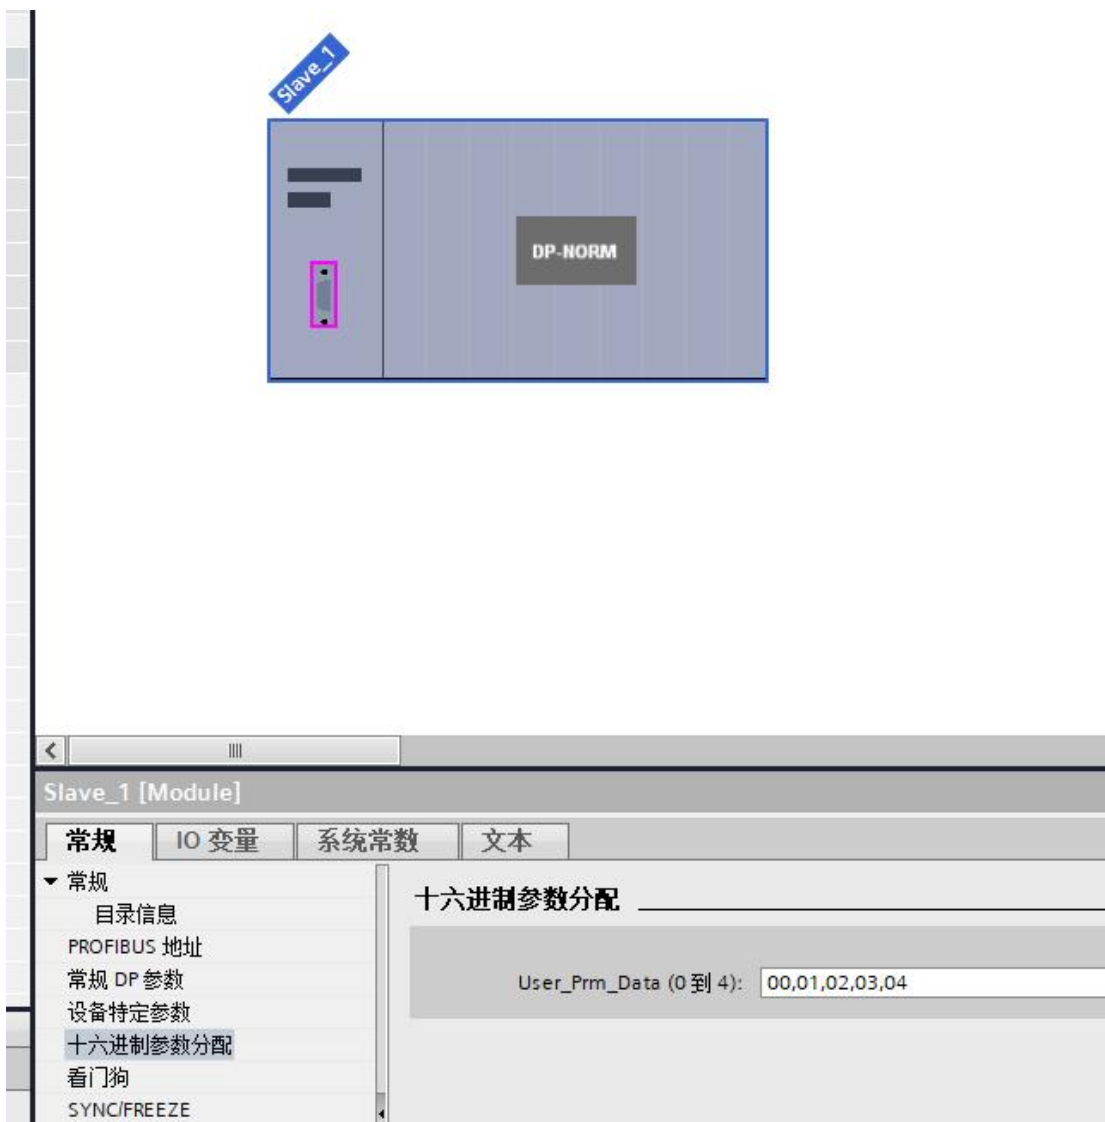 Slave_1
DP-NORM
Slave_1 [Module]
常规 IO 变量 系统常数 文本
常规
目录信息
PROFIBUS 地址
常规 DP 参数
设备特定参数
十六进制参数分配
看门狗
SYNC/FREEZE
十六进制参数分配
User_Prm_Data (0 到 4): 00,01,02,03,04